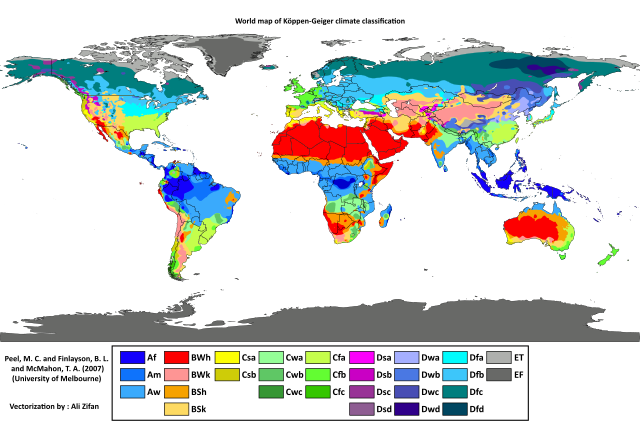 World map of Köppen-Geiger climate classification
Peel, M. C. and Finlayson, B. L.
and McMahon, T. A. (2007)
(University of Melbourne)
Vectorization by : Ali Zifan
Af BWh Csa Cwa Cfa Dsa Dwa Dfa ET
Am BWk Csb Cwb Cfb Dsb Dwb Dfb EF
Aw BSh Cwc Cfc Dsc Dwc Dfc
BSk Dsd Dwd Dfd